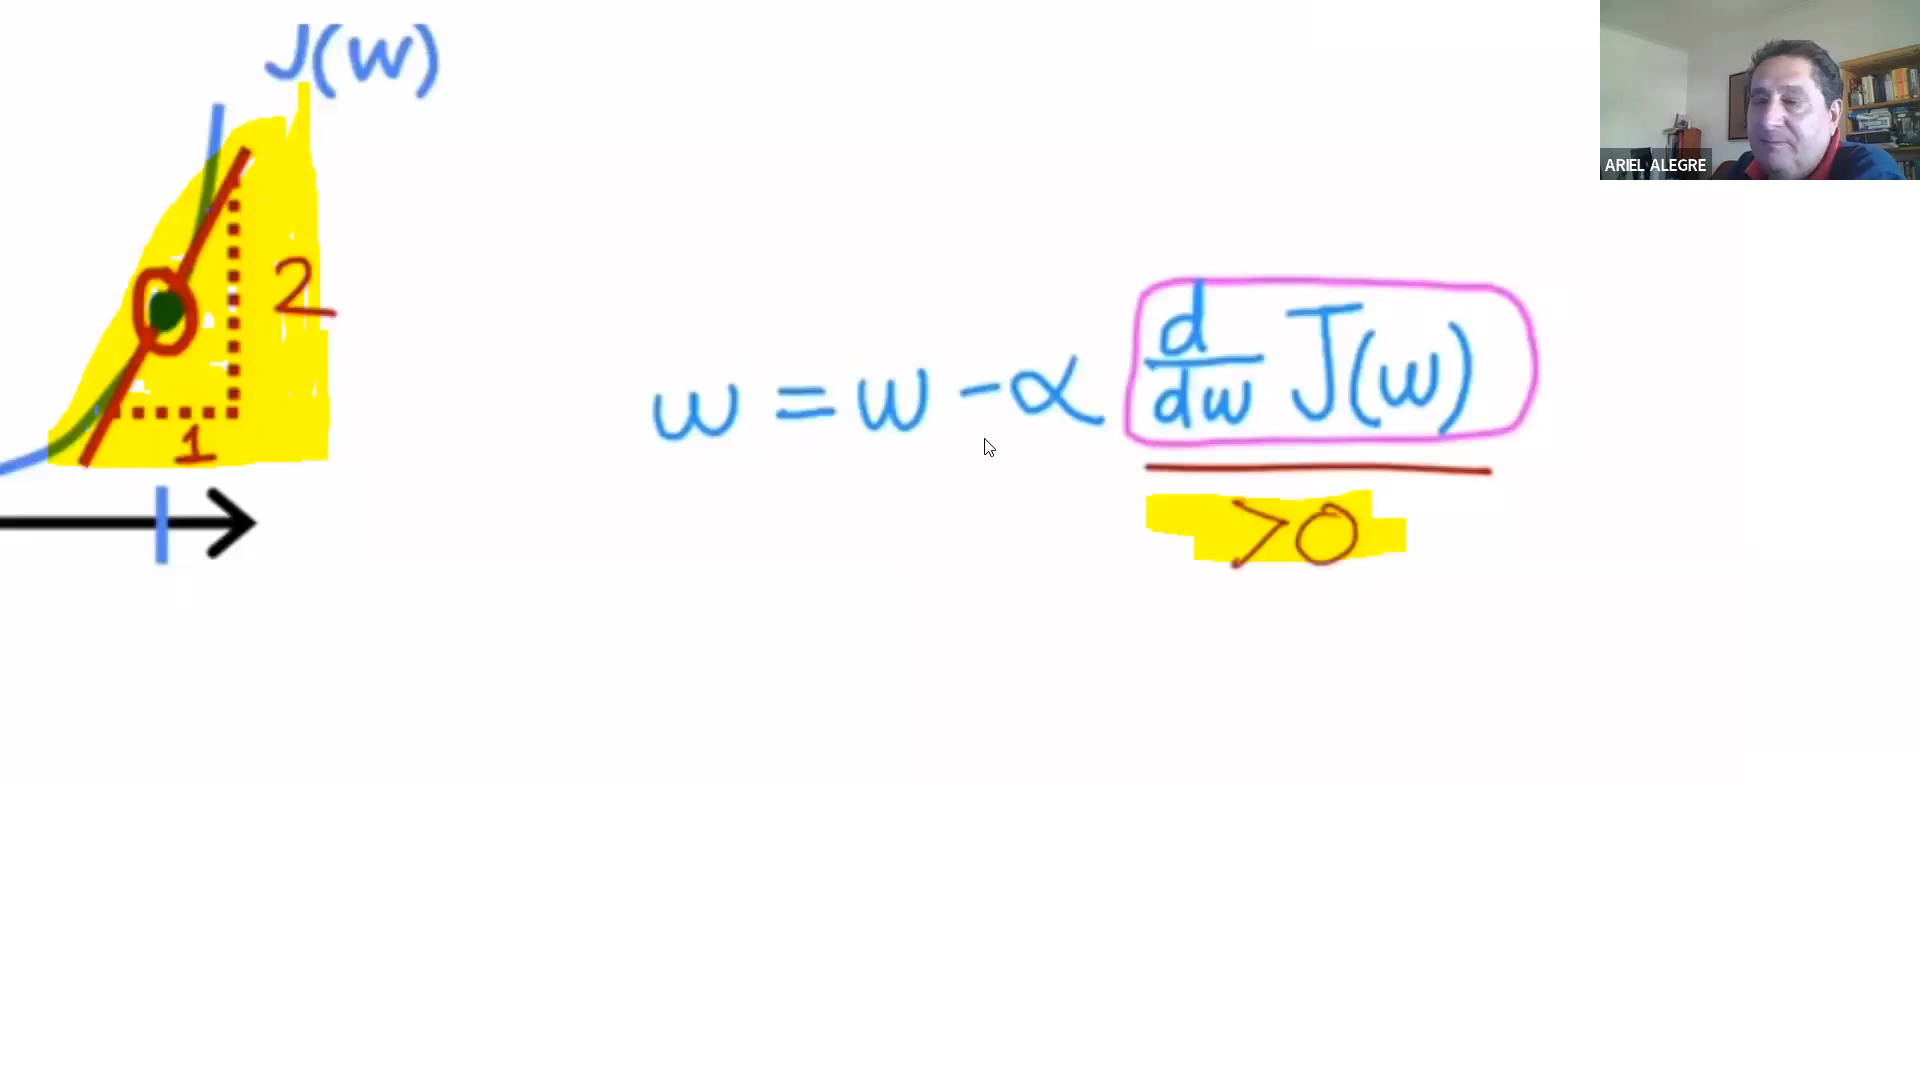 J(w)
ARIEL ALEGRE
2
1
w = w - α d/dw J(w)
>0